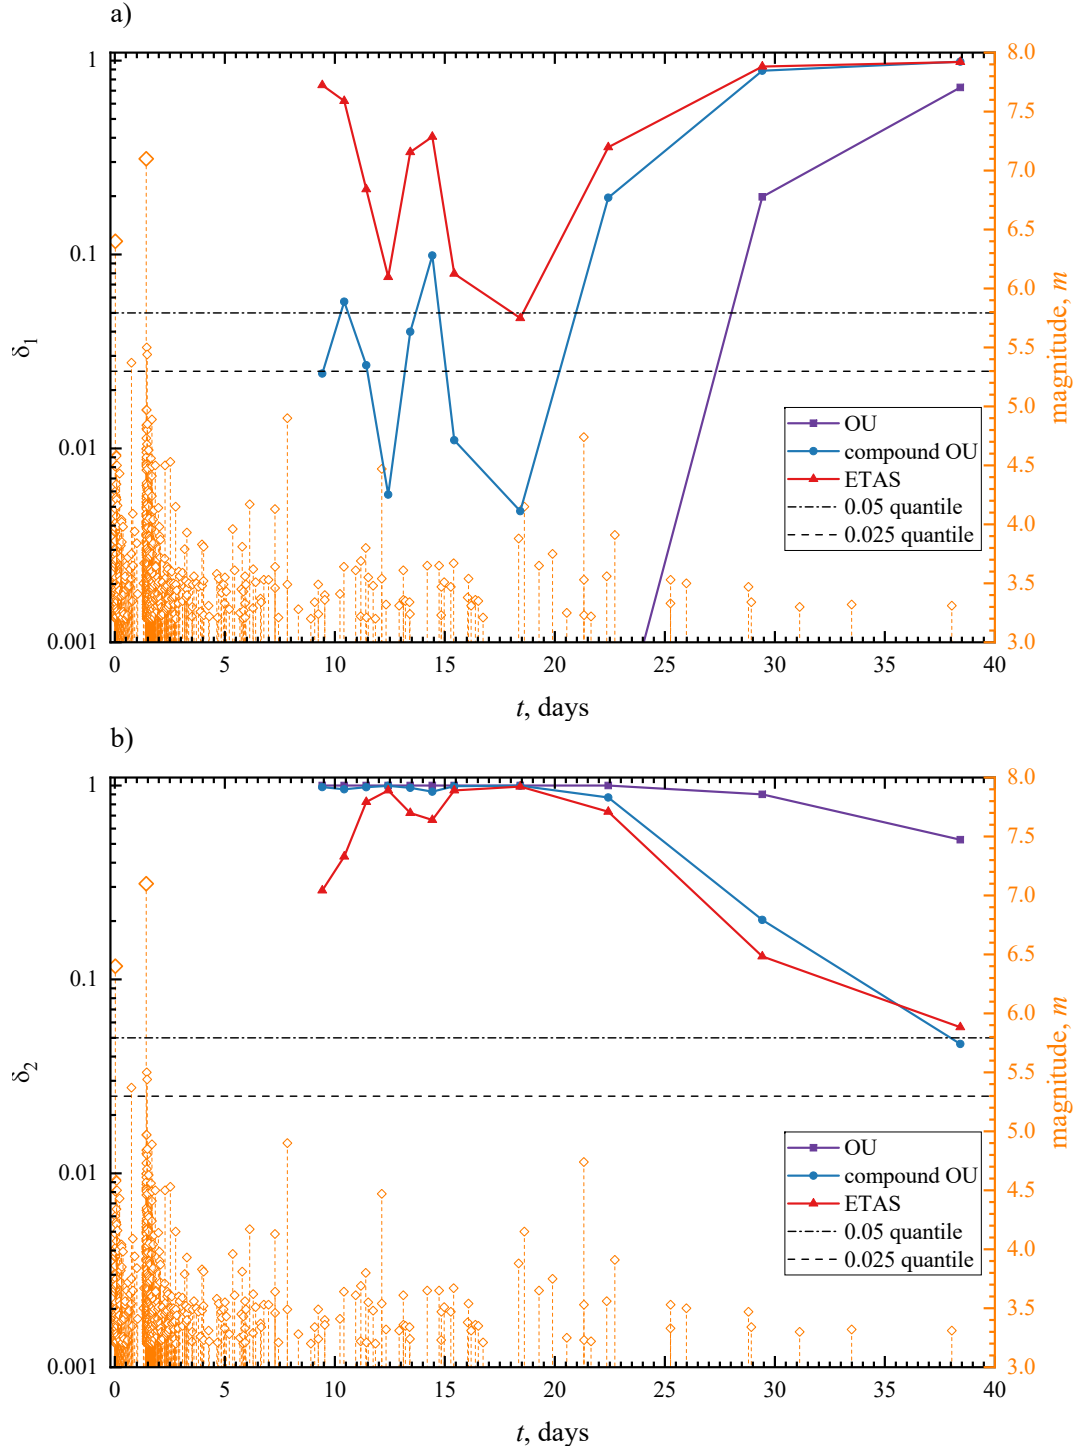 a)
1
0.1
0.01
0.001
δ1
8.0
7.5
7.0
6.5
6.0
5.5
5.0
4.5
4.0
3.5
3.0
magnitude, m
OU
compound OU
ETAS
0.05 quantile
0.025 quantile
0 5 10 15 20 25 30 35 40
t, days
b)
1
0.1
0.01
0.001
δ2
8.0
7.5
7.0
6.5
6.0
5.5
5.0
4.5
4.0
3.5
3.0
magnitude, m
OU
compound OU
ETAS
0.05 quantile
0.025 quantile
0 5 10 15 20 25 30 35 40
t, days